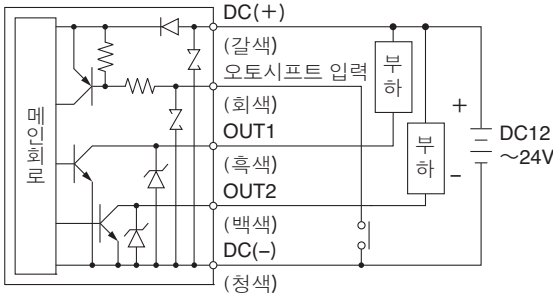 DC(+)
(갈색)
오토시프트 입력
(회색)
OUT1
(흑색)
OUT2
(백색)
DC(−)
(청색)
메인회로
부하
부하
+
−
DC12
～24V